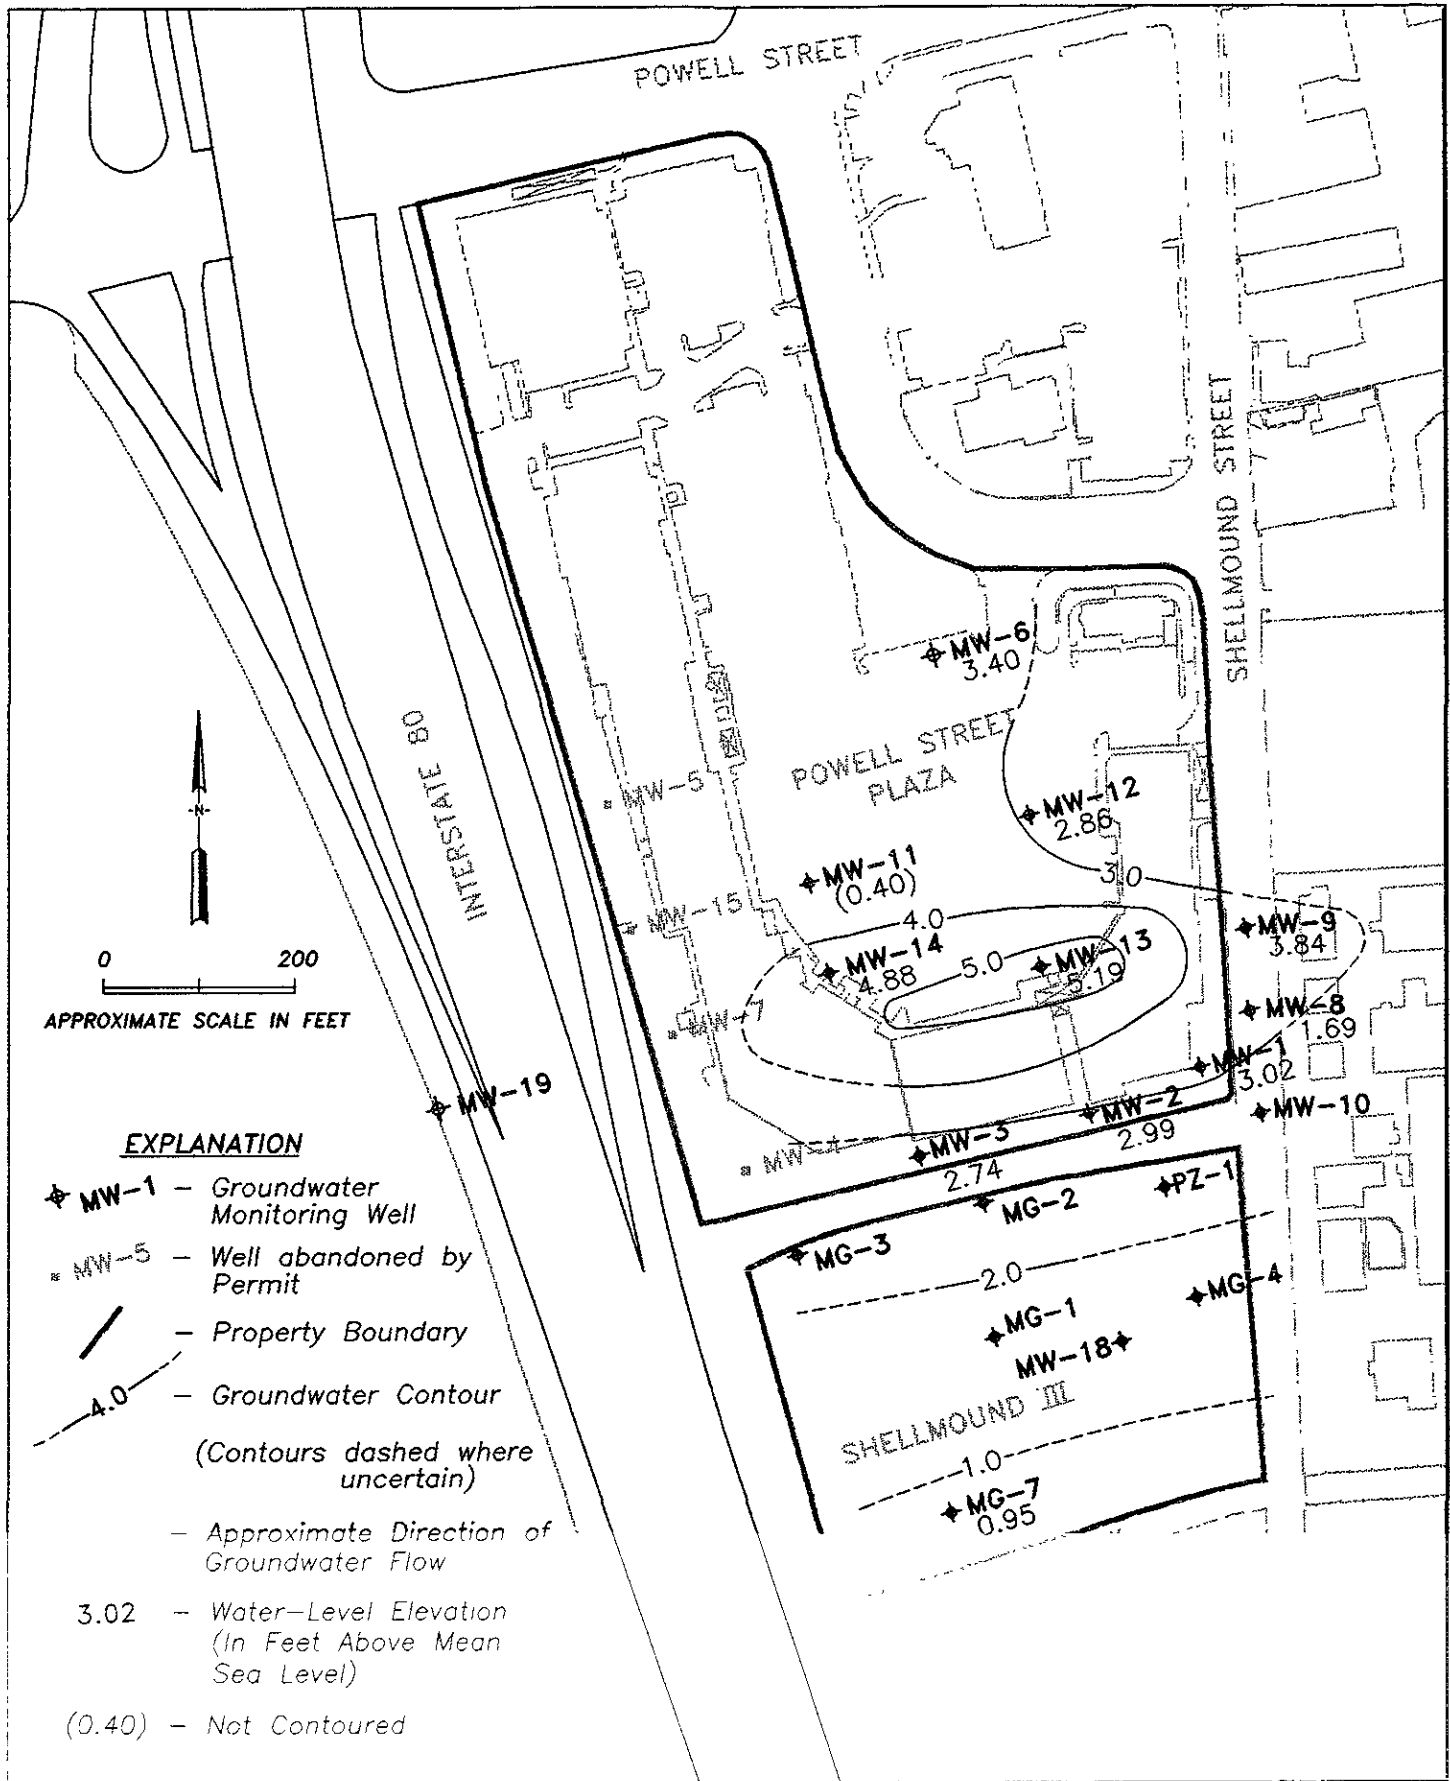 POWELL STREET
SHELLMOUND STREET
MW-6
3.40
INTERSTATE 80
POWELL STREET
PLAZA
MW-5
MW-12
2.86
MW-11
(0.40)
3.0
MW-15
4.0
MW-9
3.84
MW-14
4.88
5.0
MW-13
5.19
-N-
0 200
APPROXIMATE SCALE IN FEET
MW-7
MW-8
1.69
MW-1
3.02
MW-19
MW-2
2.99
MW-10
MW-3
2.74
MW-4
MG-2
PZ-1
MG-3
2.0
MG-4
MG-1
MW-18
SHELLMOUND III
1.0
MG-7
0.95
EXPLANATION
MW-1 - Groundwater
Monitoring Well
MW-5 - Well abandoned by
Permit
- Property Boundary
4.0 - Groundwater Contour
(Contours dashed where
uncertain)
- Approximate Direction of
Groundwater Flow
3.02 - Water-Level Elevation
(In Feet Above Mean
Sea Level)
(0.40) - Not Contoured